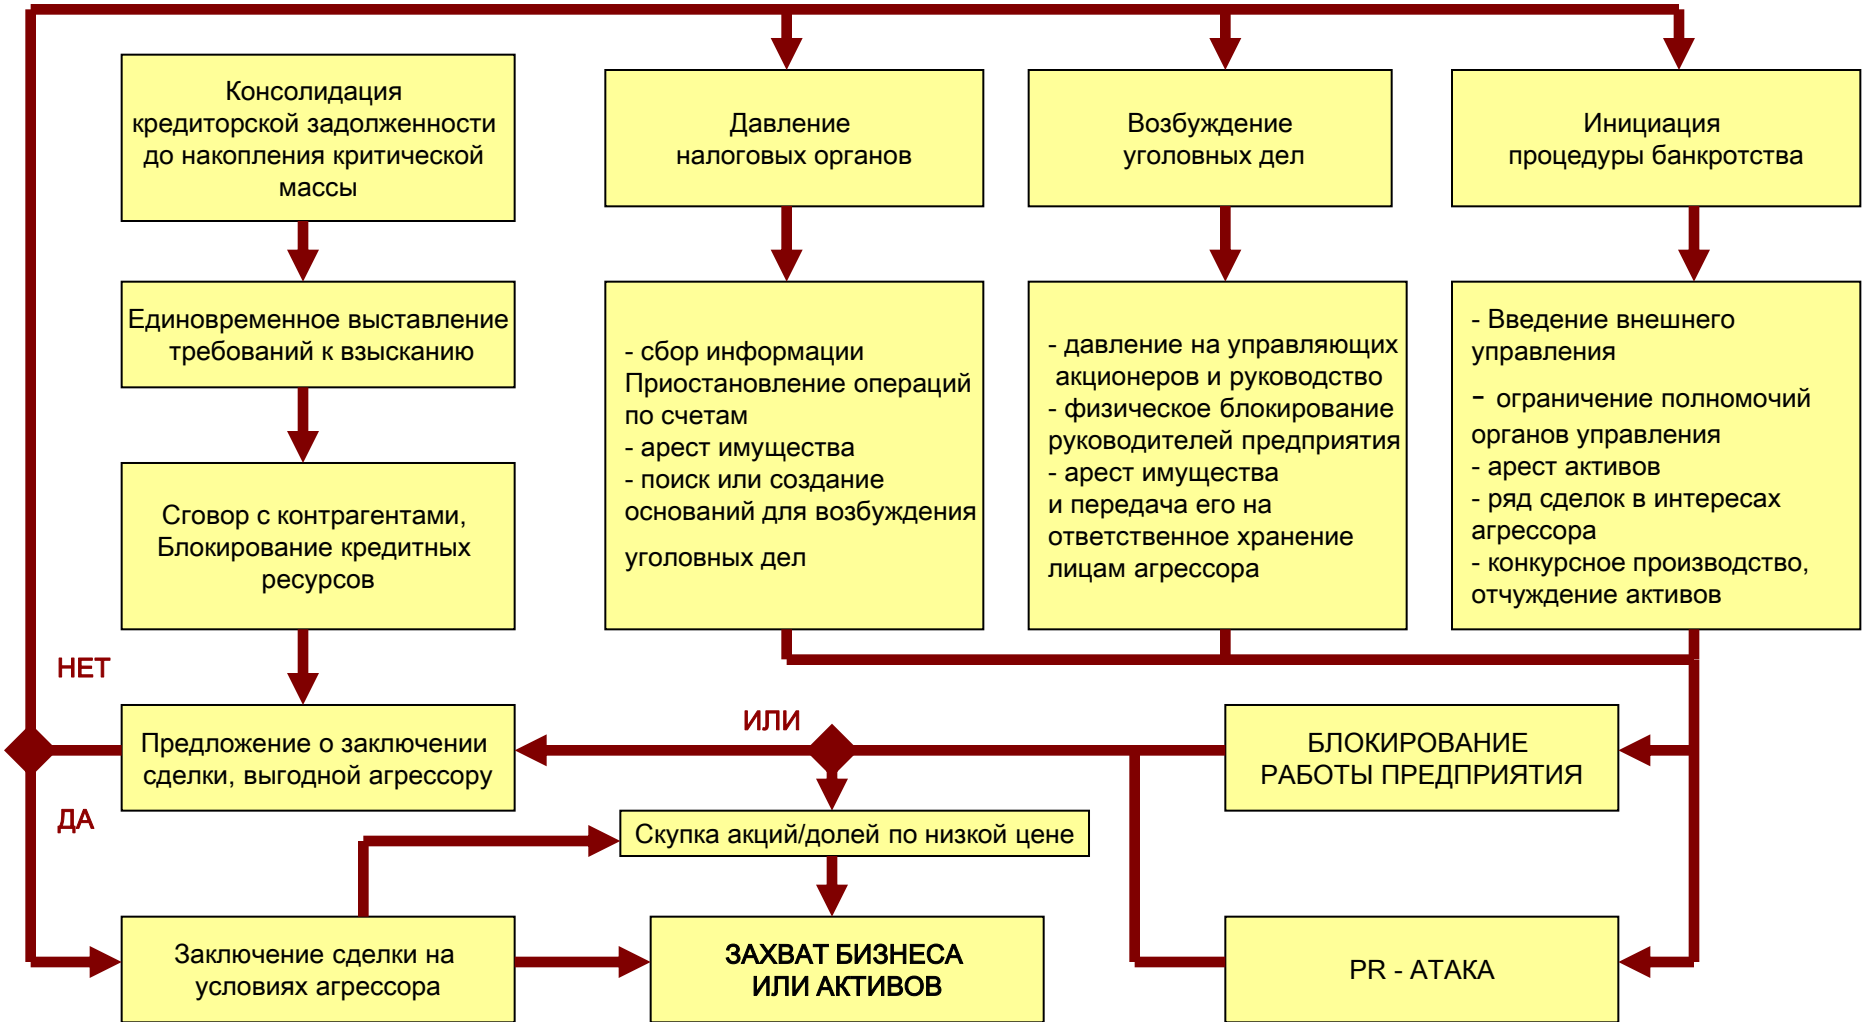 Консолидация
кредиторской задолженности
до накопления критической
массы
Давление
налоговых органов
Возбуждение
уголовных дел
Инициация
процедуры банкротства
Единовременное выставление
требований к взысканию
- сбор информации
Приостановление операций
по счетам
- арест имущества
- поиск или создание
оснований для возбуждения
уголовных дел
- давление на управляющих
акционеров и руководство
- физическое блокирование
руководителей предприятия
- арест имущества
и передача его на
ответственное хранение
лицам агрессора
- Введение внешнего
управления
- ограничение полномочий
органов управления
- арест активов
- ряд сделок в интересах
агрессора
- конкурсное производство,
отчуждение активов
Сговор с контрагентами,
Блокирование кредитных
ресурсов
НЕТ
Предложение о заключении
сделки, выгодной агрессору
ИЛИ
БЛОКИРОВАНИЕ
РАБОТЫ ПРЕДПРИЯТИЯ
ДА
Скупка акций/долей по низкой цене
Заключение сделки на
условиях агрессора
ЗАХВАТ БИЗНЕСА
ИЛИ АКТИВОВ
PR - АТАКА